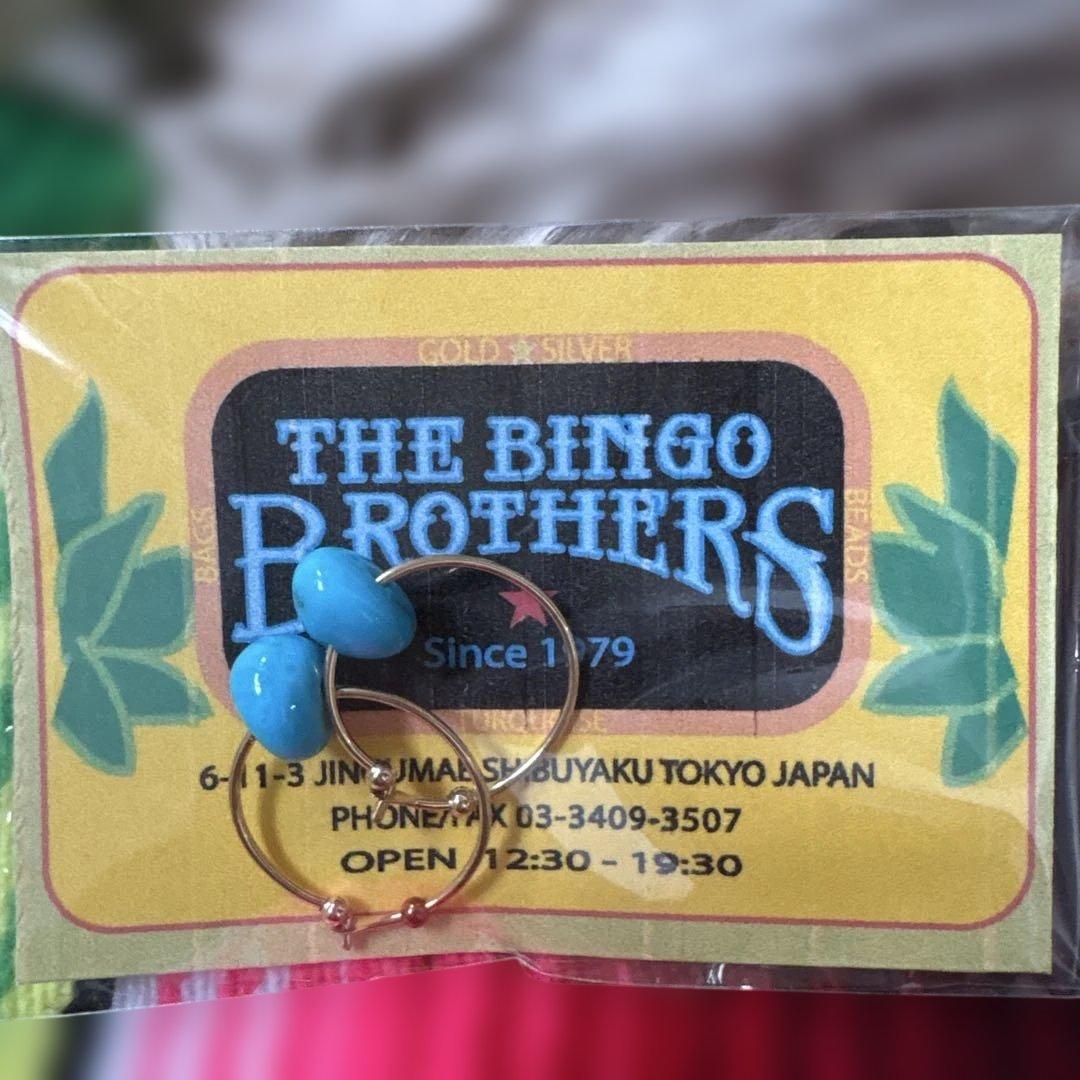 GOLD ★ SILVER
THE BINGO
BROTHERS
BAGS
BEADS
Since 1979
TURQUOISE
6-11-3 JINGUMAE SHIBUYAKU TOKYO JAPAN
PHONE/FAX 03-3409-3507
OPEN 12:30 - 19:30